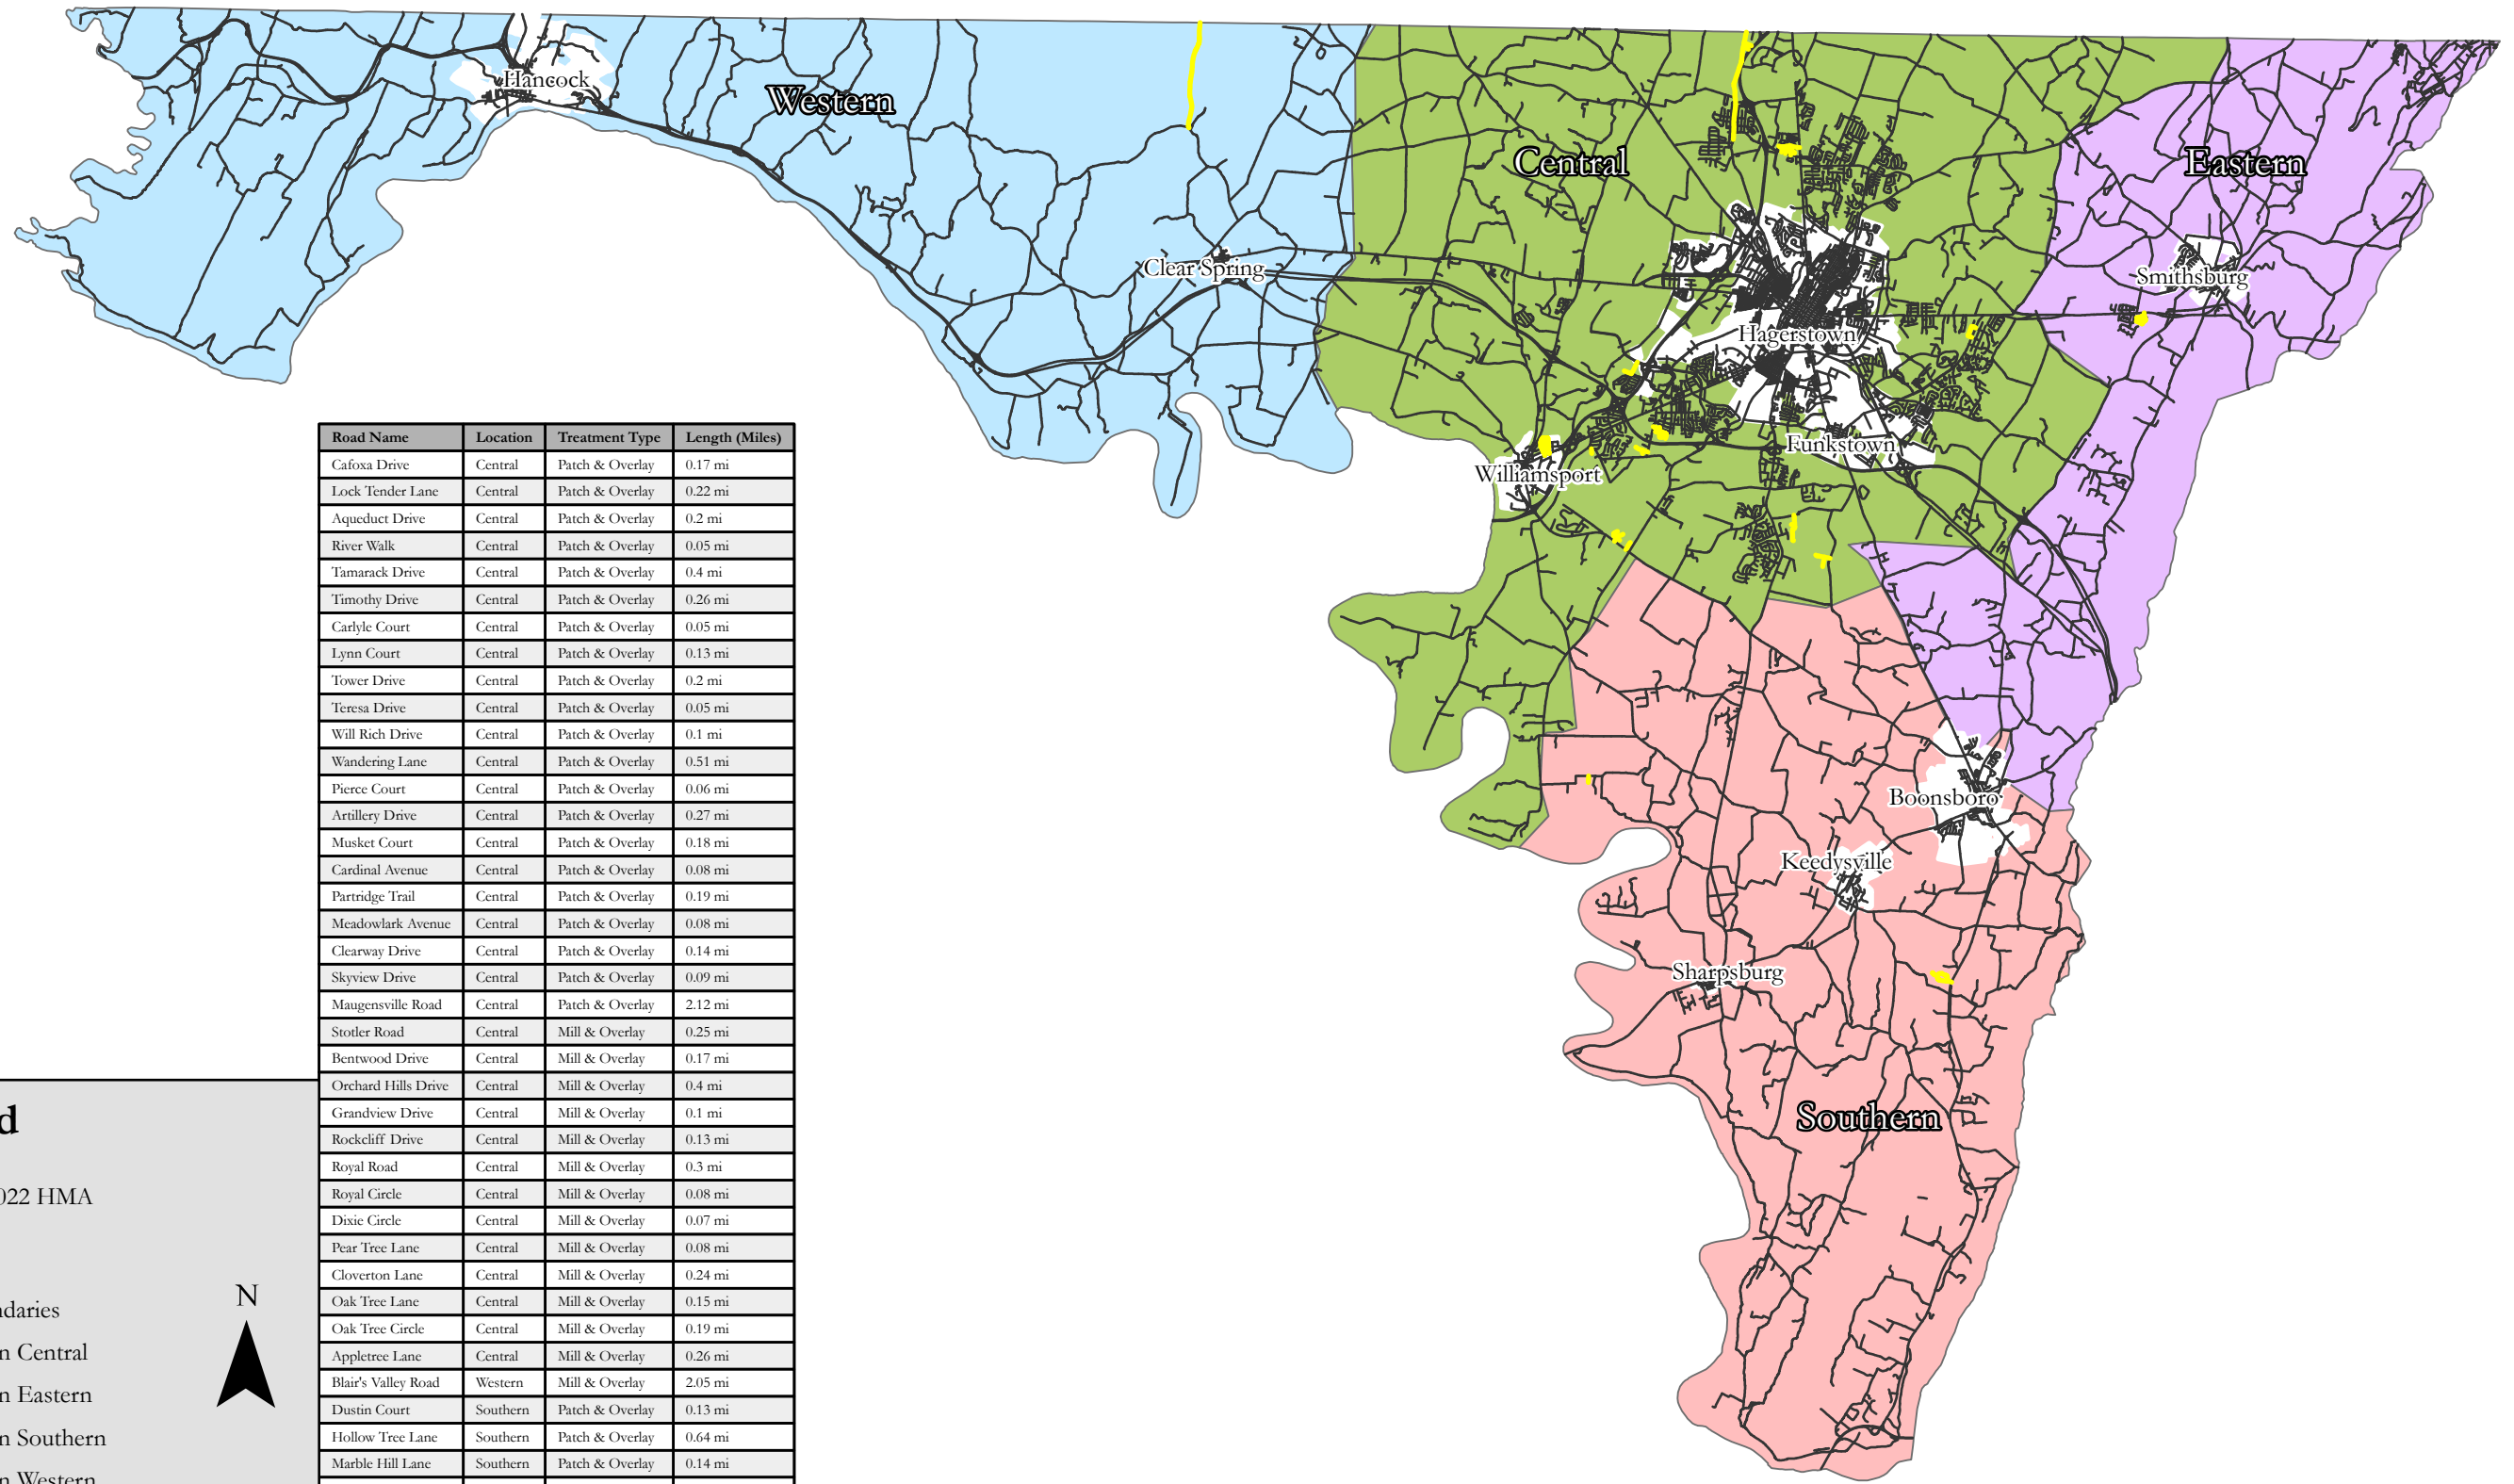 Hancock
Western
Central
Eastern
Clear Spring
Smithsburg
Hagerstown
Funkstown
Williamsport
Boonsboro
Keedysville
Sharpsburg
Southern
Road Name Location Treatment Type Length (Miles)
Cafoxa Drive Central Patch & Overlay 0.17 mi
Lock Tender Lane Central Patch & Overlay 0.22 mi
Aqueduct Drive Central Patch & Overlay 0.2 mi
River Walk Central Patch & Overlay 0.05 mi
Tamarack Drive Central Patch & Overlay 0.4 mi
Timothy Drive Central Patch & Overlay 0.26 mi
Carlyle Court Central Patch & Overlay 0.05 mi
Lynn Court Central Patch & Overlay 0.13 mi
Tower Drive Central Patch & Overlay 0.2 mi
Teresa Drive Central Patch & Overlay 0.05 mi
Will Rich Drive Central Patch & Overlay 0.1 mi
Wandering Lane Central Patch & Overlay 0.51 mi
Pierce Court Central Patch & Overlay 0.06 mi
Artillery Drive Central Patch & Overlay 0.27 mi
Musket Court Central Patch & Overlay 0.18 mi
Cardinal Avenue Central Patch & Overlay 0.08 mi
Partridge Trail Central Patch & Overlay 0.19 mi
Meadowlark Avenue Central Patch & Overlay 0.08 mi
Clearway Drive Central Patch & Overlay 0.14 mi
Skyview Drive Central Patch & Overlay 0.09 mi
Maugensville Road Central Patch & Overlay 2.12 mi
Stotler Road Central Mill & Overlay 0.25 mi
Bentwood Drive Central Mill & Overlay 0.17 mi
Orchard Hills Drive Central Mill & Overlay 0.4 mi
Grandview Drive Central Mill & Overlay 0.1 mi
Rockcliff Drive Central Mill & Overlay 0.13 mi
Royal Road Central Mill & Overlay 0.3 mi
Royal Circle Central Mill & Overlay 0.08 mi
Dixie Circle Central Mill & Overlay 0.07 mi
Pear Tree Lane Central Mill & Overlay 0.08 mi
Cloverton Lane Central Mill & Overlay 0.24 mi
Oak Tree Lane Central Mill & Overlay 0.15 mi
Oak Tree Circle Central Mill & Overlay 0.19 mi
Appletree Lane Central Mill & Overlay 0.26 mi
Blair's Valley Road Western Mill & Overlay 2.05 mi
Dustin Court Southern Patch & Overlay 0.13 mi
Hollow Tree Lane Southern Patch & Overlay 0.64 mi
Marble Hill Lane Southern Patch & Overlay 0.14 mi
d
022 HMA
ndaries
n Central
n Eastern
n Southern
n Western
N